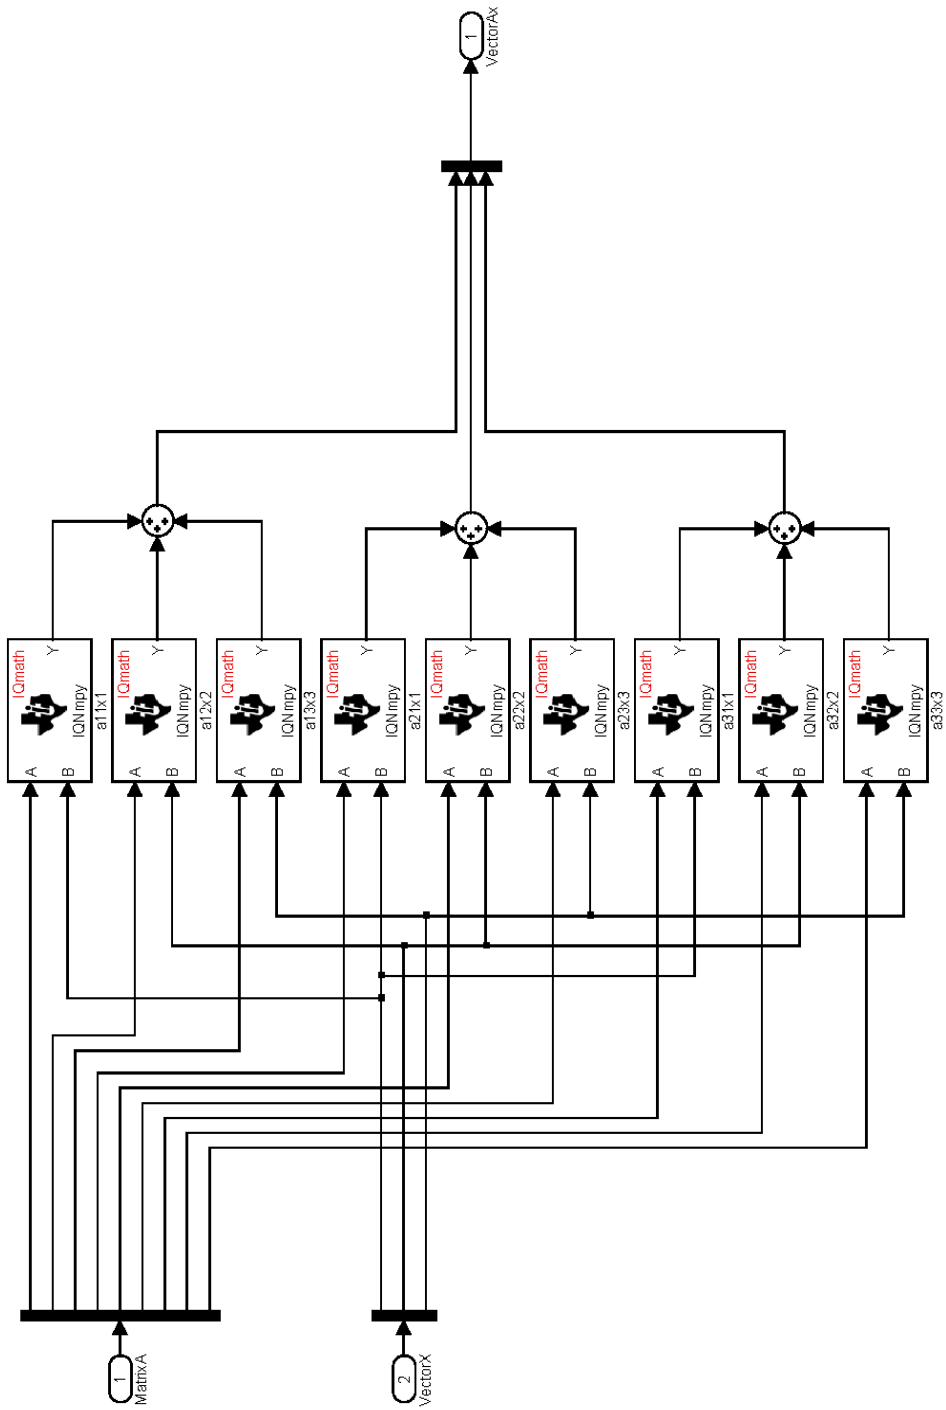 1
MatrixA
2
VectorX
A
B
Y
IQmath
IQNmpy
a11x1
A
B
Y
IQmath
IQNmpy
a12x2
A
B
Y
IQmath
IQNmpy
a13x3
A
B
Y
IQmath
IQNmpy
a21x1
A
B
Y
IQmath
IQNmpy
a22x2
A
B
Y
IQmath
IQNmpy
a23x3
A
B
Y
IQmath
IQNmpy
a31x1
A
B
Y
IQmath
IQNmpy
a32x2
A
B
Y
IQmath
IQNmpy
a33x3
1
VectorAx